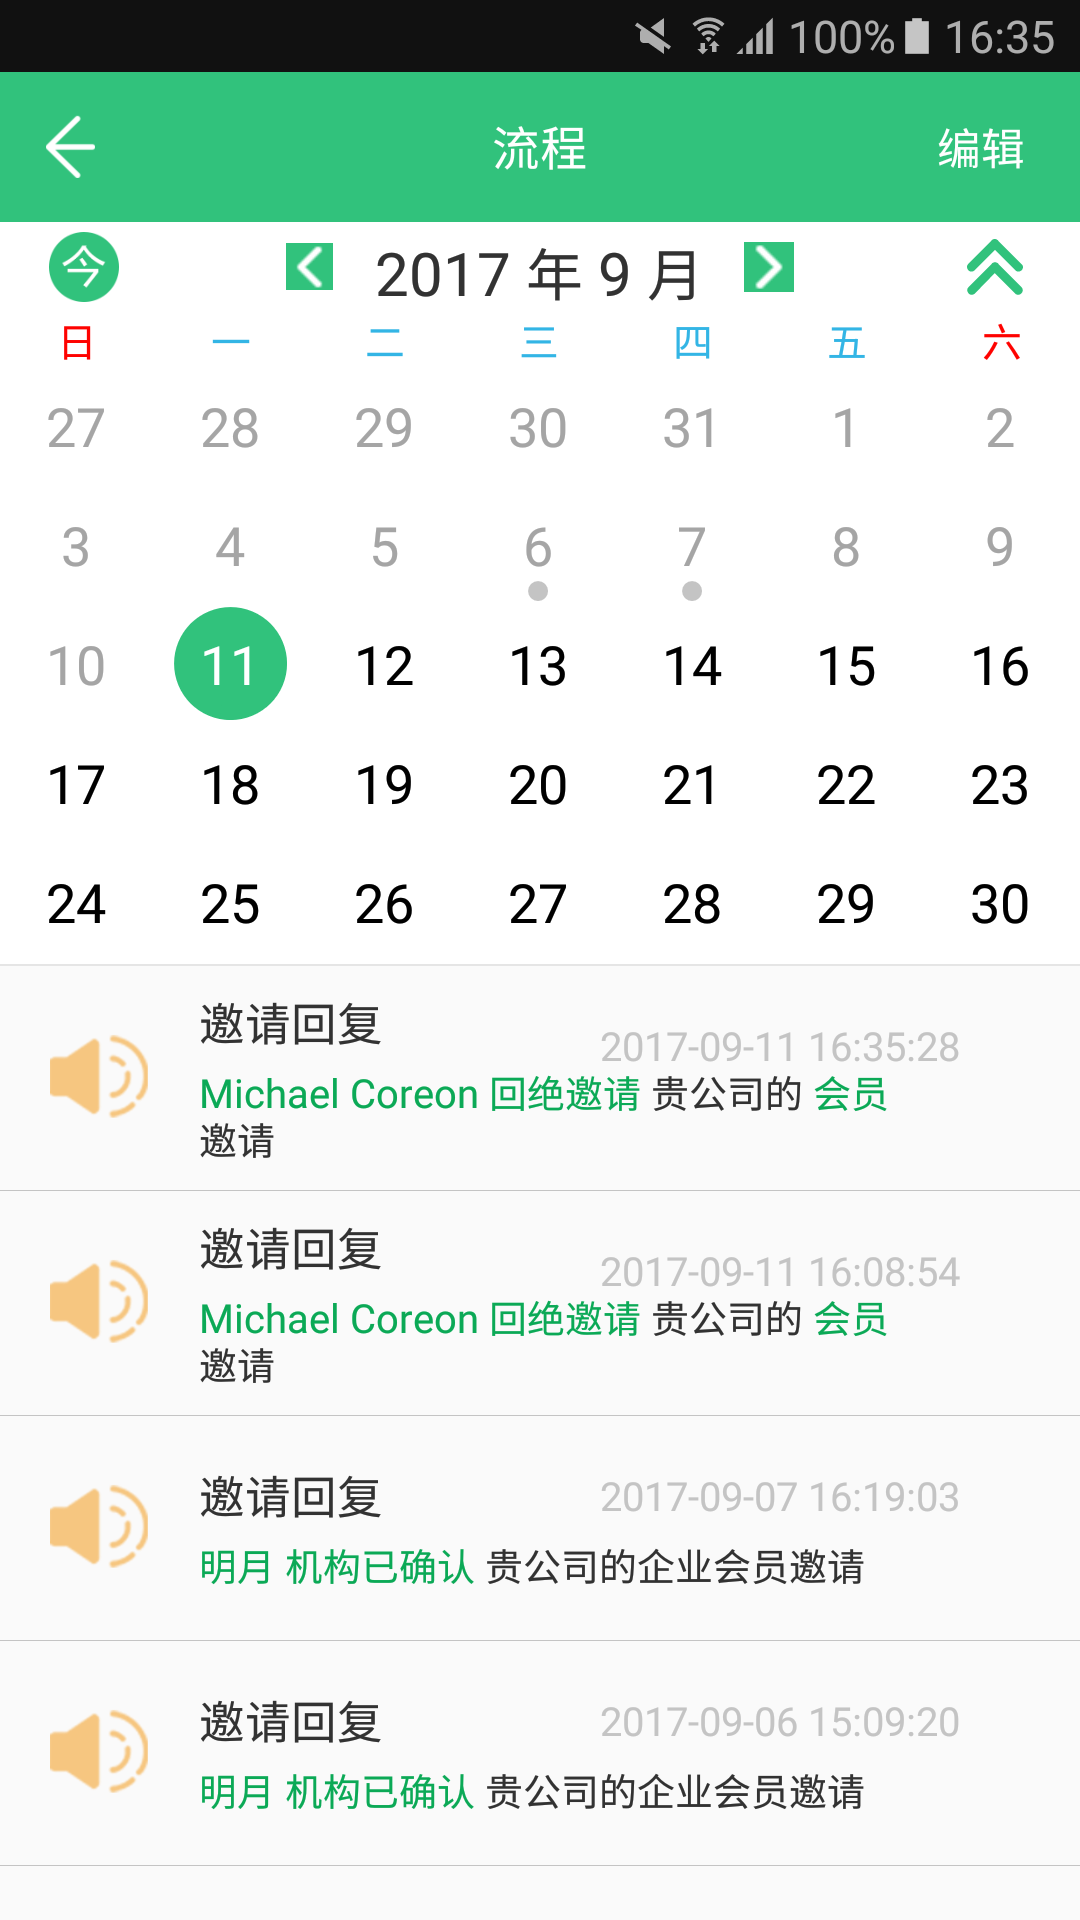 100% 16:35
流程 编辑
今 2017 年 9 月
日 一 二 三 四 五 六
27 28 29 30 31 1 2
3 4 5 6 7 8 9
10 11 12 13 14 15 16
17 18 19 20 21 22 23
24 25 26 27 28 29 30
邀请回复 2017-09-11 16:35:28
Michael Coreon 回绝邀请 贵公司的 会员
邀请
邀请回复 2017-09-11 16:08:54
Michael Coreon 回绝邀请 贵公司的 会员
邀请
邀请回复 2017-09-07 16:19:03
明月 机构已确认 贵公司的企业会员邀请
邀请回复 2017-09-06 15:09:20
明月 机构已确认 贵公司的企业会员邀请